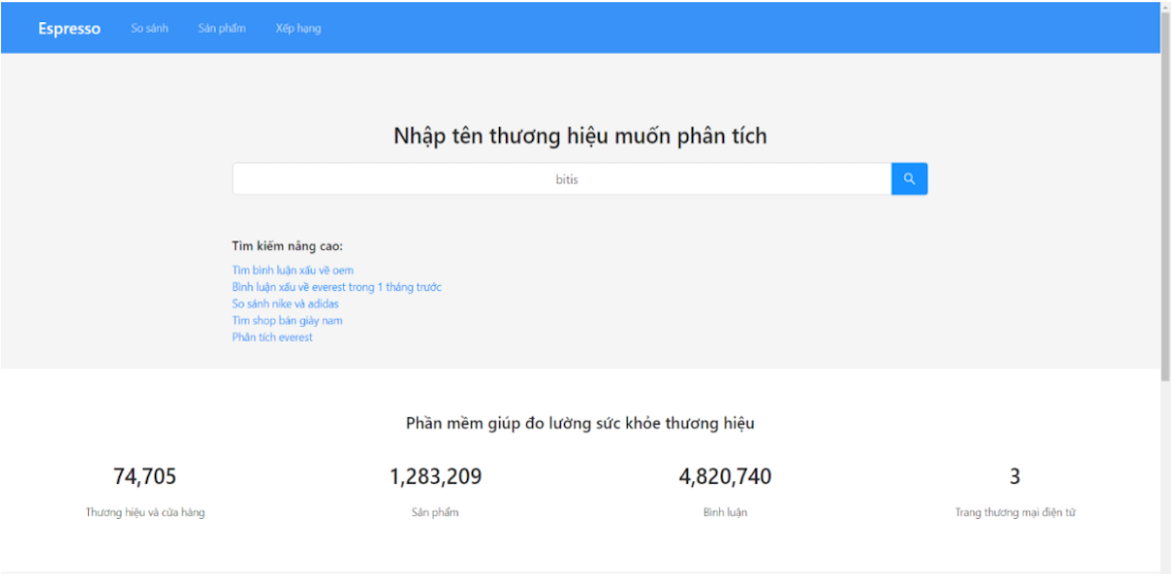 Espresso So sánh Sản phẩm Xếp hạng
Nhập tên thương hiệu muốn phân tích
bitis
Tìm kiếm nâng cao:
Tìm bình luận xấu về oem
Bình luận xấu về everest trong 1 tháng trước
So sánh nike và adidas
Tìm shop bán giày nam
Phân tích everest
Phần mềm giúp đo lường sức khỏe thương hiệu
74,705 1,283,209 4,820,740 3
Thương hiệu và cửa hàng Sản phẩm Bình luận Trang thương mại điện tử